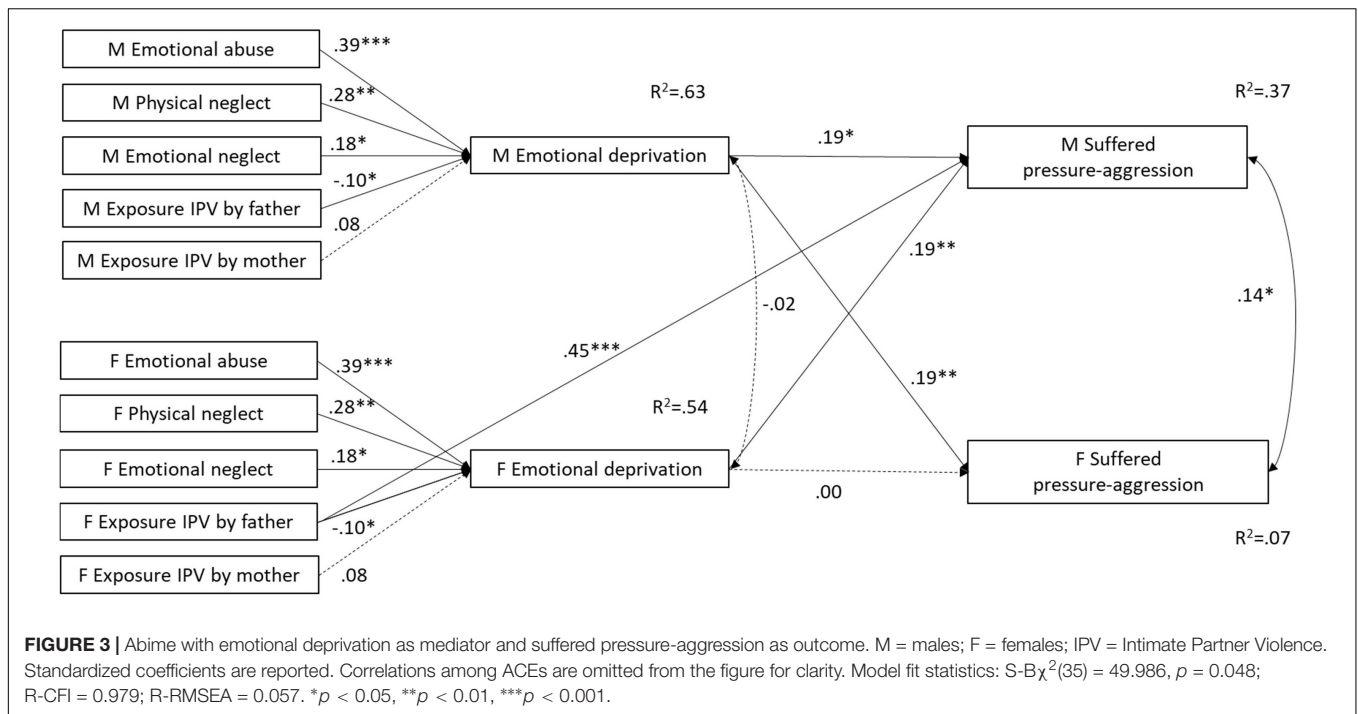 M Emotional abuse
.39***
M Physical neglect
.28**
R²=.63
R²=.37
M Emotional neglect
.18*
M Emotional deprivation
.19*
M Suffered
pressure-aggression
M Exposure IPV by father
-.10*
M Exposure IPV by mother
.08
.19**
-.02
.14*
F Emotional abuse
.39***
.45***
.19**
F Physical neglect
.28**
R²=.54
F Emotional neglect
.18*
F Emotional deprivation
.00
F Suffered
pressure-aggression
F Exposure IPV by father
-.10*
R²=.07
F Exposure IPV by mother
.08
FIGURE 3 | Abime with emotional deprivation as mediator and suffered pressure-aggression as outcome. M = males; F = females; IPV = Intimate Partner Violence.
Standardized coefficients are reported. Correlations among ACEs are omitted from the figure for clarity. Model fit statistics: S-Bχ²(35) = 49.986, p = 0.048;
R-CFI = 0.979; R-RMSEA = 0.057. *p < 0.05, **p < 0.01, ***p < 0.001.